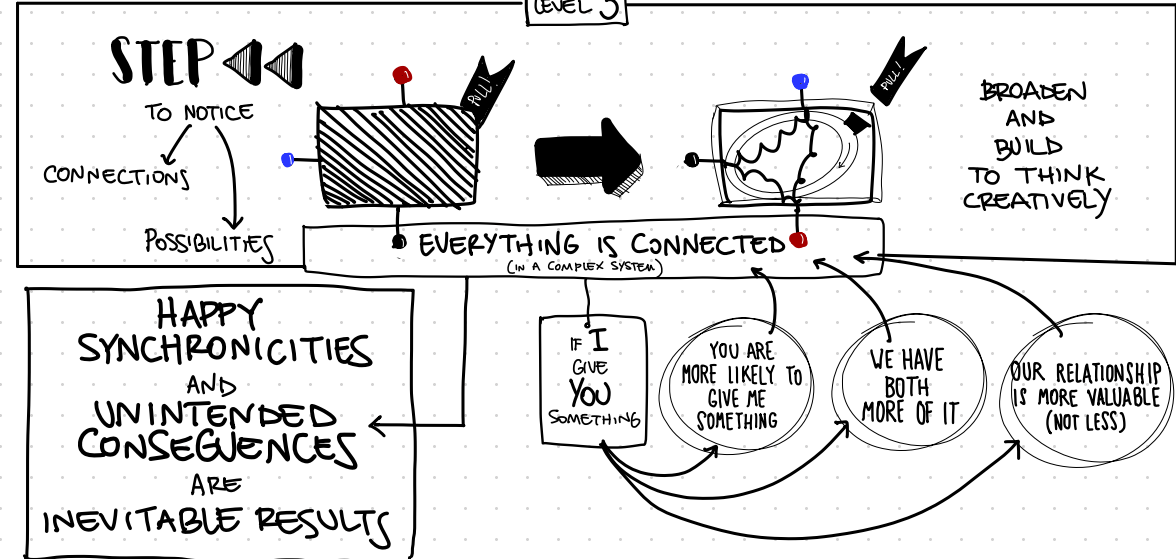 LEVEL 3
STEP
TO NOTICE
CONNECTIONS
POSSIBILITIES
PULL!
PULL!
BROADEN
AND
BUILD
TO THINK
CREATIVELY
EVERYTHING IS CONNECTED
(IN A COMPLEX SYSTEM)
HAPPY
SYNCHRONICITIES
AND
UNINTENDED
CONSEQUENCES
ARE
INEVITABLE RESULTS
IF I
GIVE
YOU
SOMETHING
YOU ARE
MORE LIKELY TO
GIVE ME
SOMETHING
WE HAVE
BOTH
MORE OF IT
OUR RELATIONSHIP
IS MORE VALUABLE
(NOT LESS)